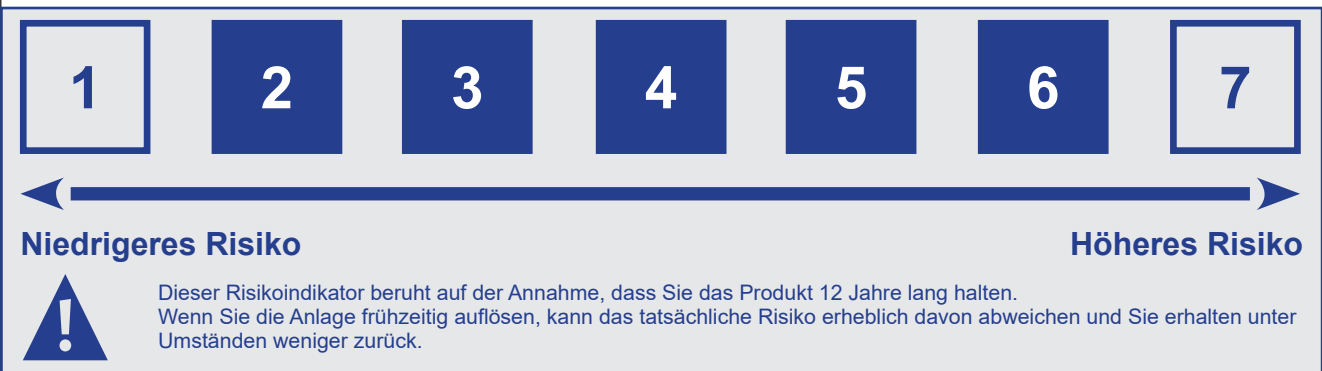 1 2 3 4 5 6 7
Niedrigeres Risiko Höheres Risiko
!
Dieser Risikoindikator beruht auf der Annahme, dass Sie das Produkt 12 Jahre lang halten.
Wenn Sie die Anlage frühzeitig auflösen, kann das tatsächliche Risiko erheblich davon abweichen und Sie erhalten unter
Umständen weniger zurück.